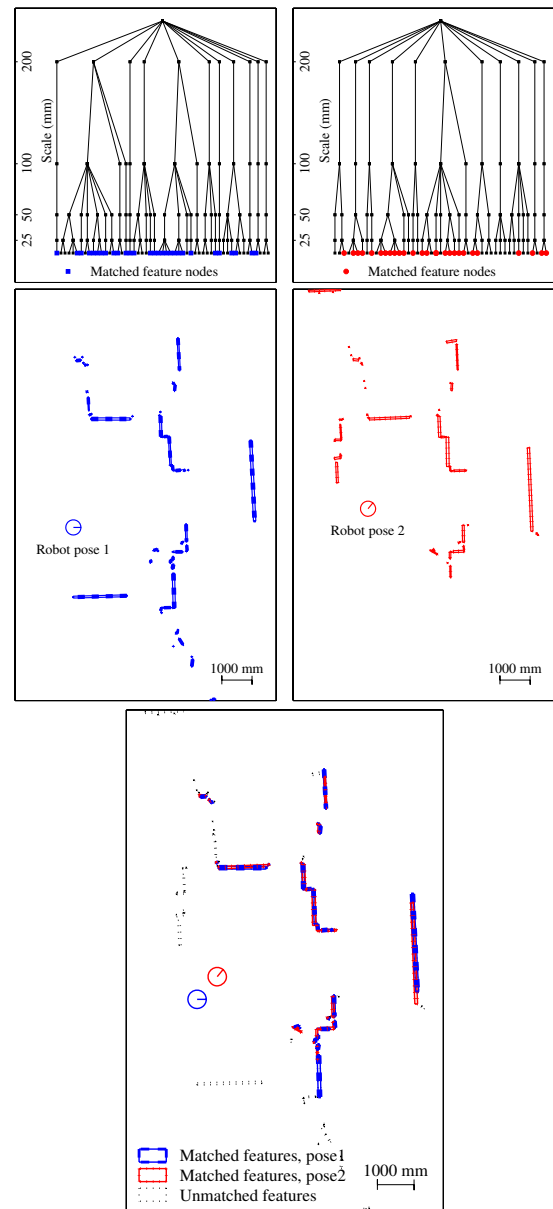 200
100
50
25
Scale (mm)
Matched feature nodes
200
100
50
25
Scale (mm)
Matched feature nodes
Robot pose 1
1000 mm
Robot pose 2
1000 mm
Matched features, pose1
Matched features, pose2
Unmatched features
1000 mm